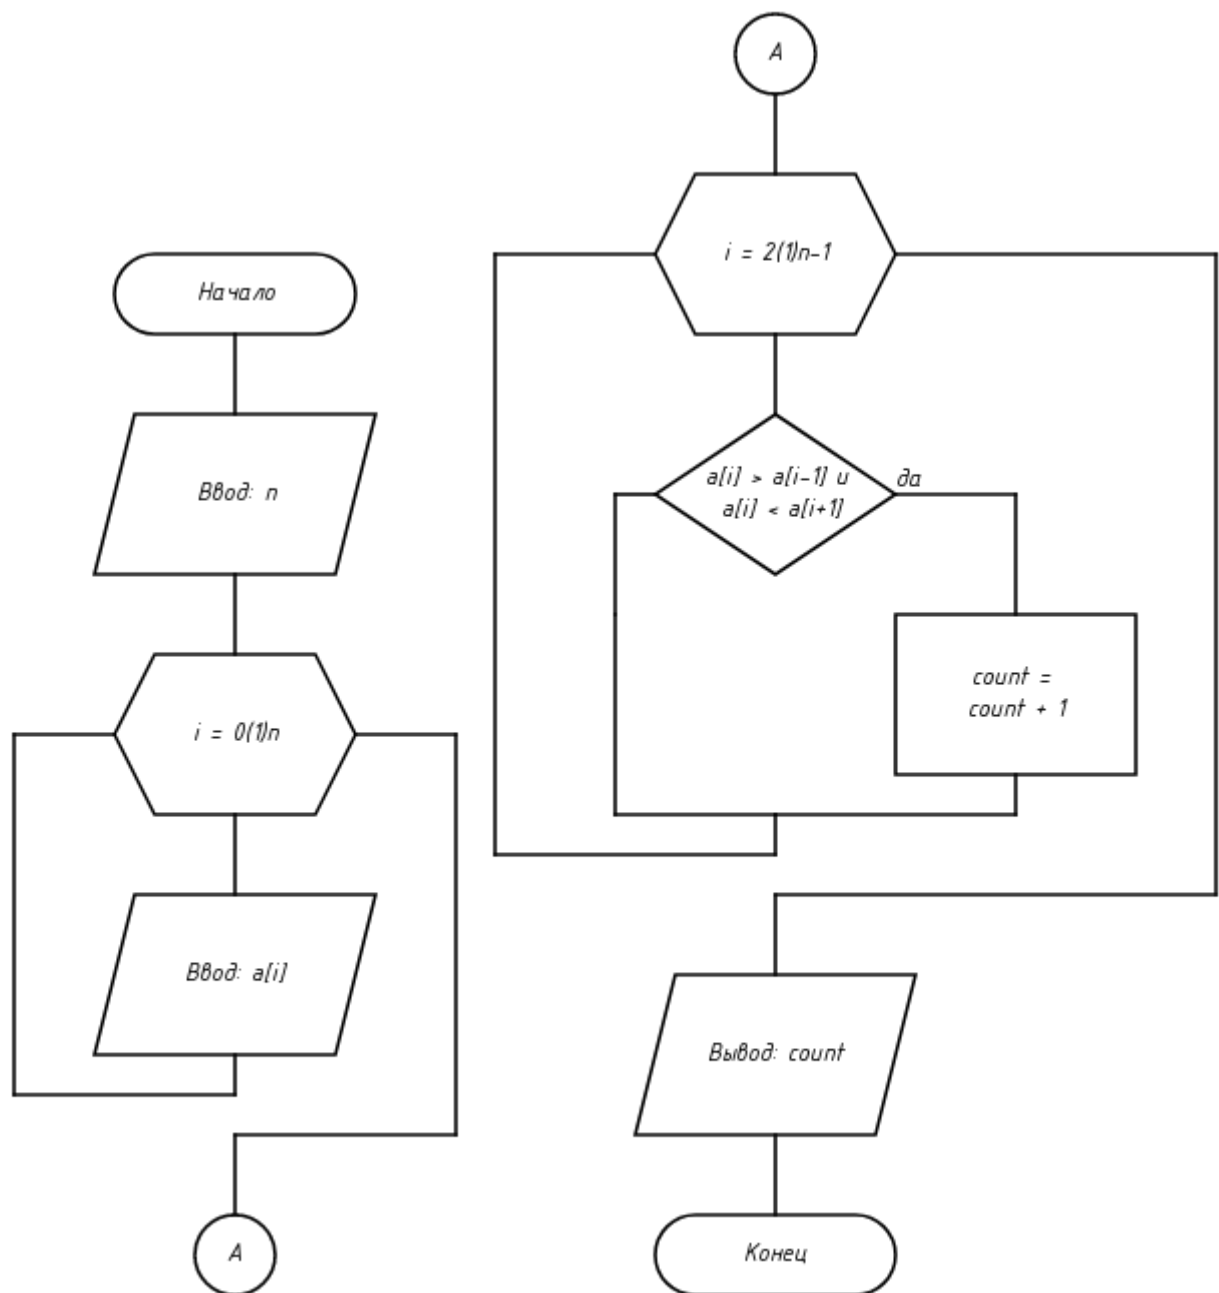 Начало
Ввод: n
i = 0(1)n
Ввод: a[i]
A
A
i = 2(1)n-1
a[i] > a[i-1] и
a[i] < a[i+1]
да
count =
count + 1
Вывод: count
Конец